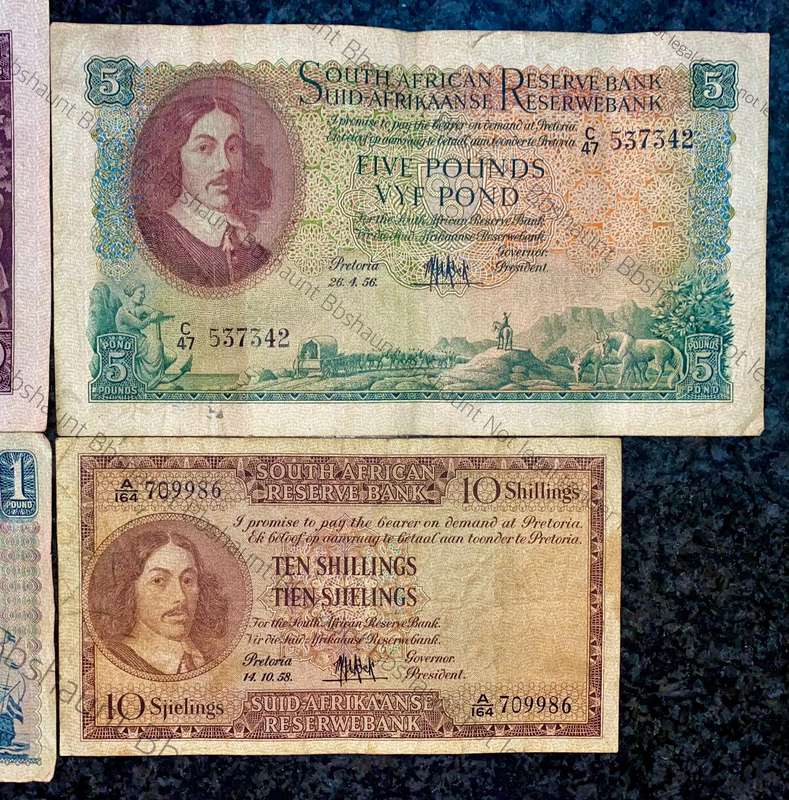 5
5
SOUTH AFRICAN RESERVE BANK
SUID-AFRIKAANSE RESERWEBANK
I promise to pay the bearer on demand at Pretoria
Ek beloof op aanvraag te betaal aan toonder te Pretoria
C/47 537342
FIVE POUNDS
VYF POND
For the South African Reserve Bank
Vir die Suid-Afrikaanse Reserwebank
Pretoria
26. 4. 56.
Governor.
President.
C/47 537342
POND
5
POUNDS
POUNDS
5
POND
1
POUND
A/164 709986
SOUTH AFRICAN
RESERVE BANK
10 Shillings
I promise to pay the bearer on demand at Pretoria.
Ek beloof op aanvraag te betaal aan toonder te Pretoria.
TEN SHILLINGS
TIEN SJIELINGS
For the South African Reserve Bank.
Vir die Suid-Afrikaanse Reserwebank.
Pretoria
14. 10. 58.
Governor.
President.
10 Sjielings
SUID-AFRIKAANSE
RESERWEBANK
A/164 709986
Bbshaunt Not legal